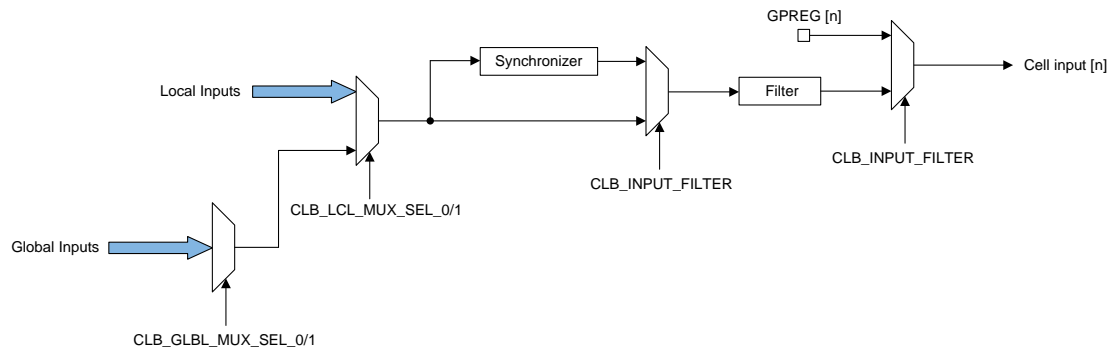 GPREG [n]
Synchronizer
Cell input [n]
Local Inputs
Filter
CLB_INPUT_FILTER
CLB_INPUT_FILTER
CLB_LCL_MUX_SEL_0/1
Global Inputs
CLB_GLBL_MUX_SEL_0/1